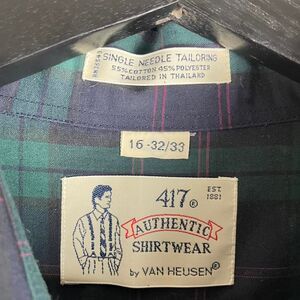 SINGLE NEEDLE TAILORING
55% COTTON 45% POLYESTER
TAILORED IN THAILAND
16 - 32/33
417®
EST.
1881
AUTHENTIC
SHIRTWEAR
by VAN HEUSEN®